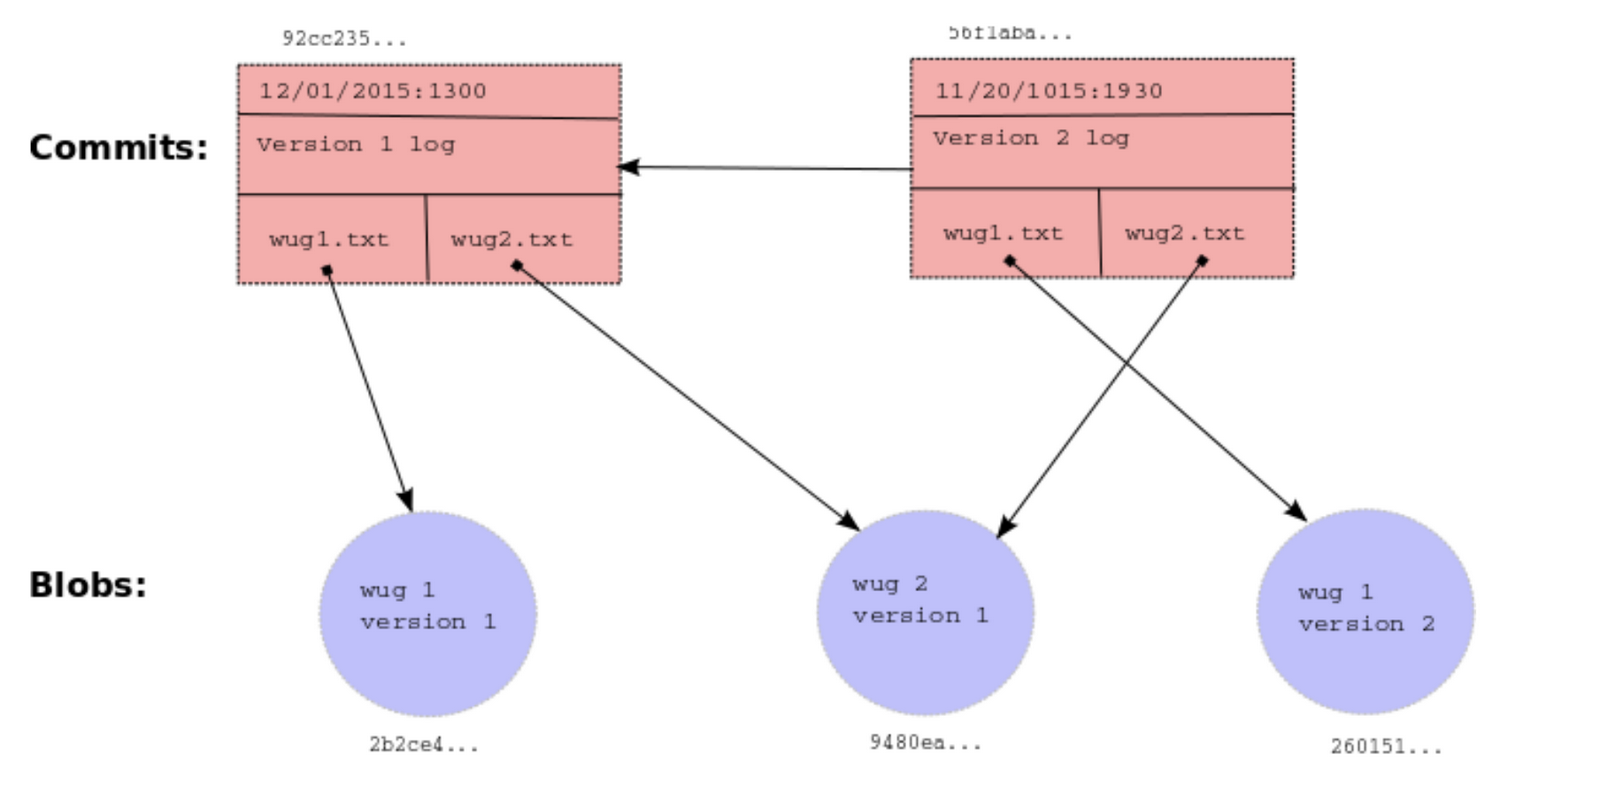 92cc235...
56f1aba...
12/01/2015:1300
11/20/1015:1930
Commits:
Version 1 log
Version 2 log
wug1.txt
wug2.txt
wug1.txt
wug2.txt
Blobs:
wug 1
version 1
wug 2
version 1
wug 1
version 2
2b2ce4...
9480ea...
260151...